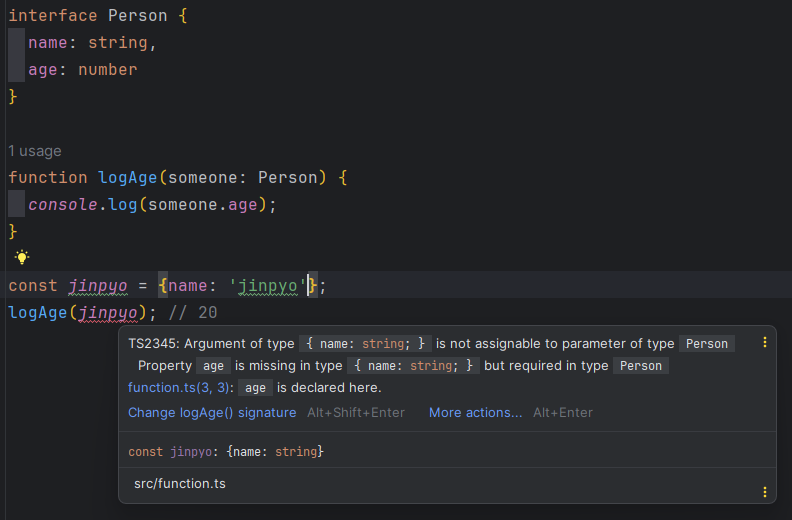 interface Person {
name: string,
age: number
}
1 usage
function logAge(someone: Person) {
console.log(someone.age);
}
const jinpyo = {name: 'jinpyo'};
logAge(jinpyo); // 20
TS2345: Argument of type { name: string; } is not assignable to parameter of type Person
Property age is missing in type { name: string; } but required in type Person
function.ts(3, 3): age is declared here.
Change logAge() signature Alt+Shift+Enter More actions... Alt+Enter
const jinpyo: {name: string}
src/function.ts